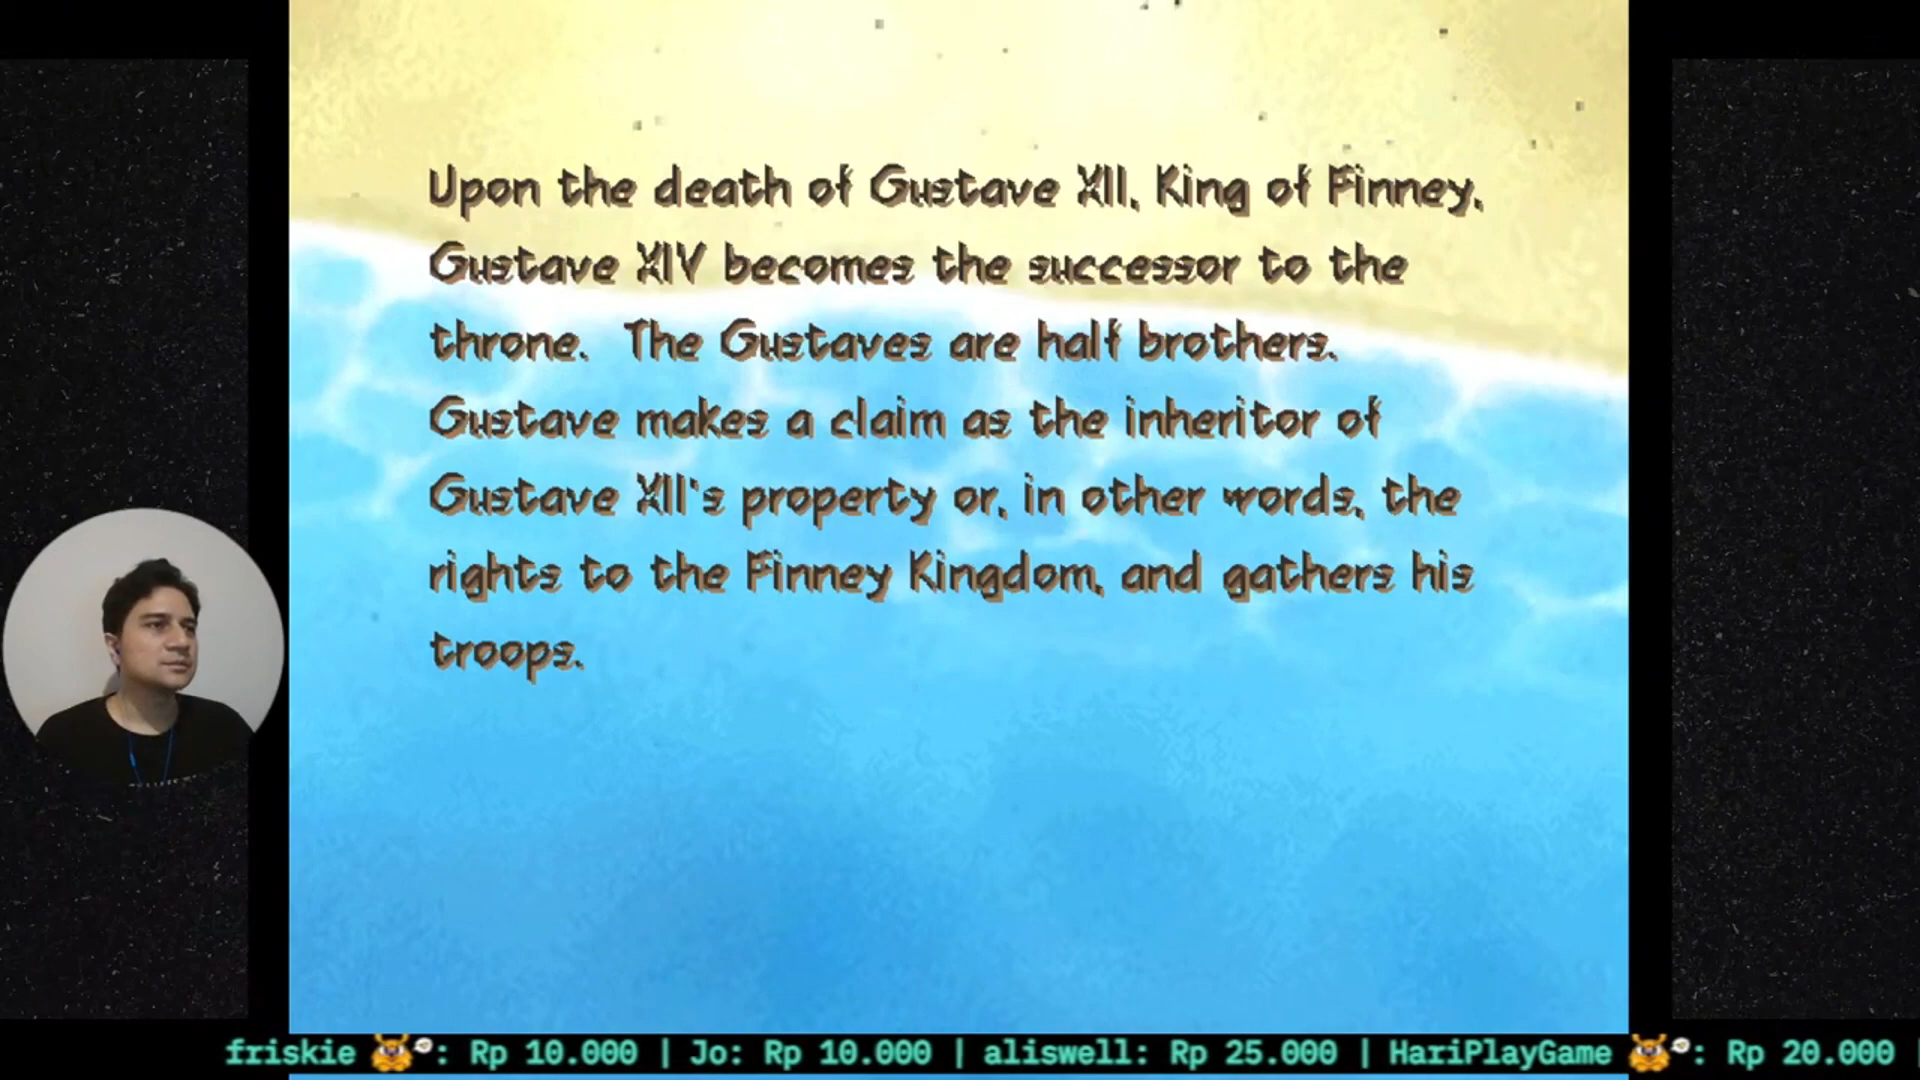 Upon the death of Gustave XII, King of Finney,
Gustave XIV becomes the successor to the
throne.  The Gustaves are half brothers.
Gustave makes a claim as the inheritor of
Gustave XII's property or, in other words, the
rights to the Finney Kingdom, and gathers his
troops.
friskie : Rp 10.000 | Jo: Rp 10.000 | aliswell: Rp 25.000 | HariPlayGame : Rp 20.000 |